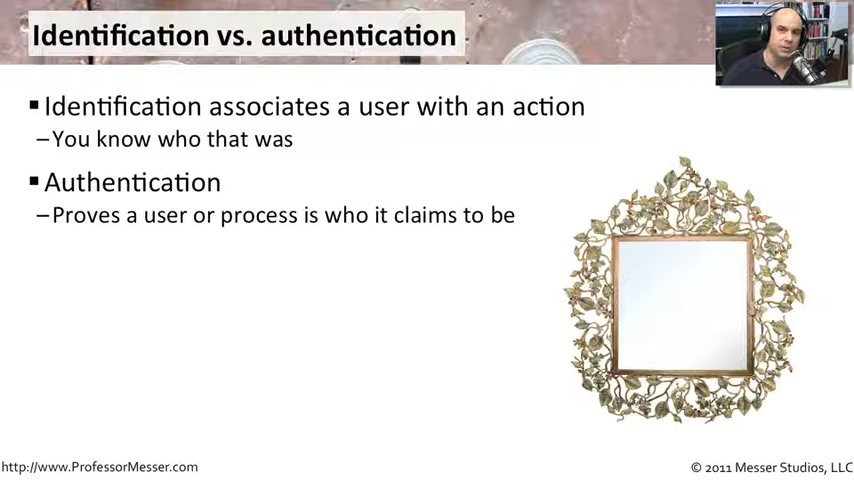 Identification vs. authentication
▪Identification associates a user with an action
–You know who that was
▪Authentication
–Proves a user or process is who it claims to be
http://www.ProfessorMesser.com
© 2011 Messer Studios, LLC